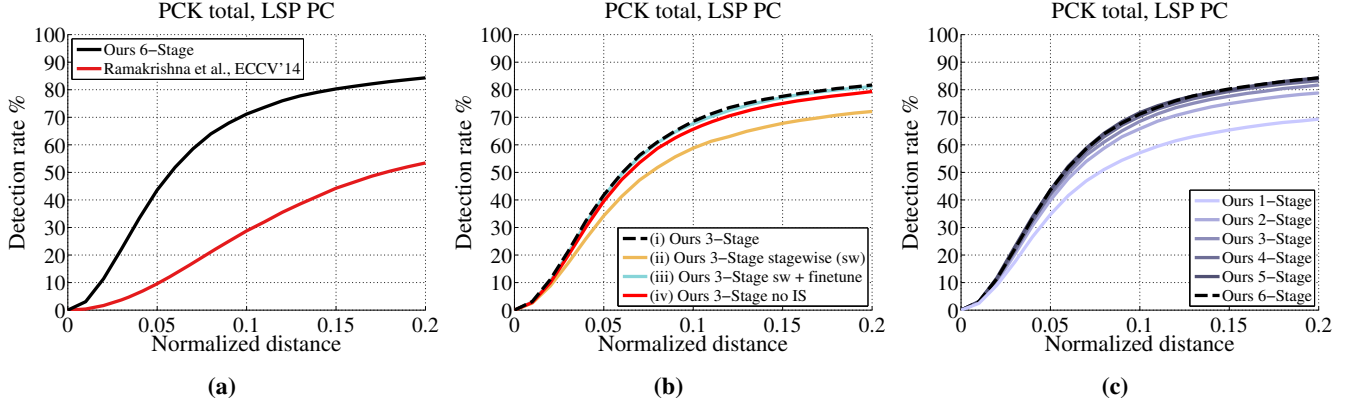 PCK total, LSP PC
Detection rate %
100
90
80
70
60
50
40
30
20
10
0
Ours 6−Stage
Ramakrishna et al., ECCV'14
0 0.05 0.1 0.15 0.2
Normalized distance
(a)
PCK total, LSP PC
Detection rate %
100
90
80
70
60
50
40
30
20
10
0
(i) Ours 3−Stage
(ii) Ours 3−Stage stagewise (sw)
(iii) Ours 3−Stage sw + finetune
(iv) Ours 3−Stage no IS
0 0.05 0.1 0.15 0.2
Normalized distance
(b)
PCK total, LSP PC
Detection rate %
100
90
80
70
60
50
40
30
20
10
0
Ours 1−Stage
Ours 2−Stage
Ours 3−Stage
Ours 4−Stage
Ours 5−Stage
Ours 6−Stage
0 0.05 0.1 0.15 0.2
Normalized distance
(c)